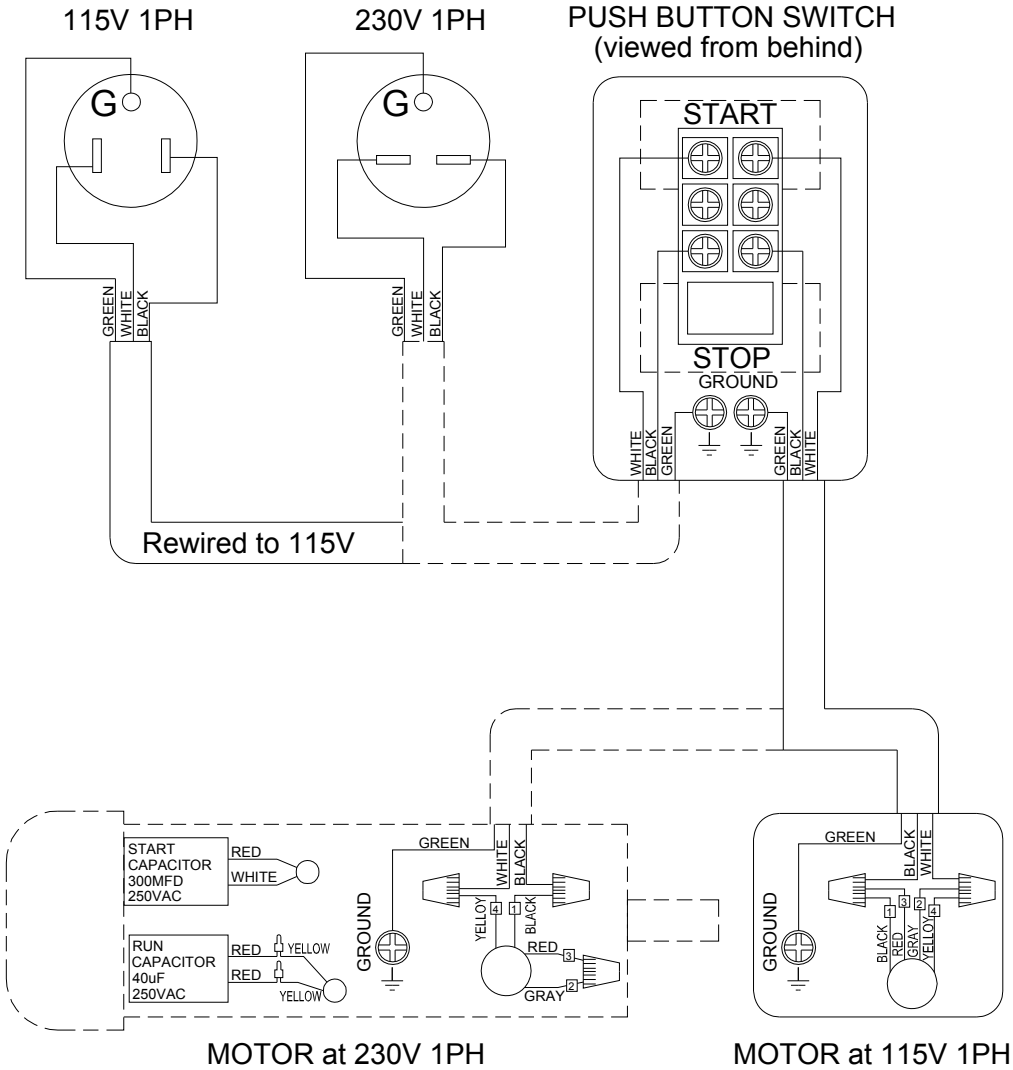 115V 1PH
230V 1PH
PUSH BUTTON SWITCH
(viewed from behind)
G
G
START
STOP
GROUND
GREEN
WHITE
BLACK
GREEN
WHITE
BLACK
WHITE
BLACK
GREEN
GREEN
BLACK
WHITE
Rewired to 115V
START
CAPACITOR
300MFD
250VAC
RED
WHITE
RUN
CAPACITOR
40uF
250VAC
RED
YELLOW
RED
YELLOW
GREEN
GROUND
WHITE
BLACK
YELLOY
4
1
BLACK
RED
3
2
GRAY
GREEN
GROUND
BLACK
WHITE
1
3
2
4
BLACK
RED
GRAY
YELLOY
MOTOR at 230V 1PH
MOTOR at 115V 1PH